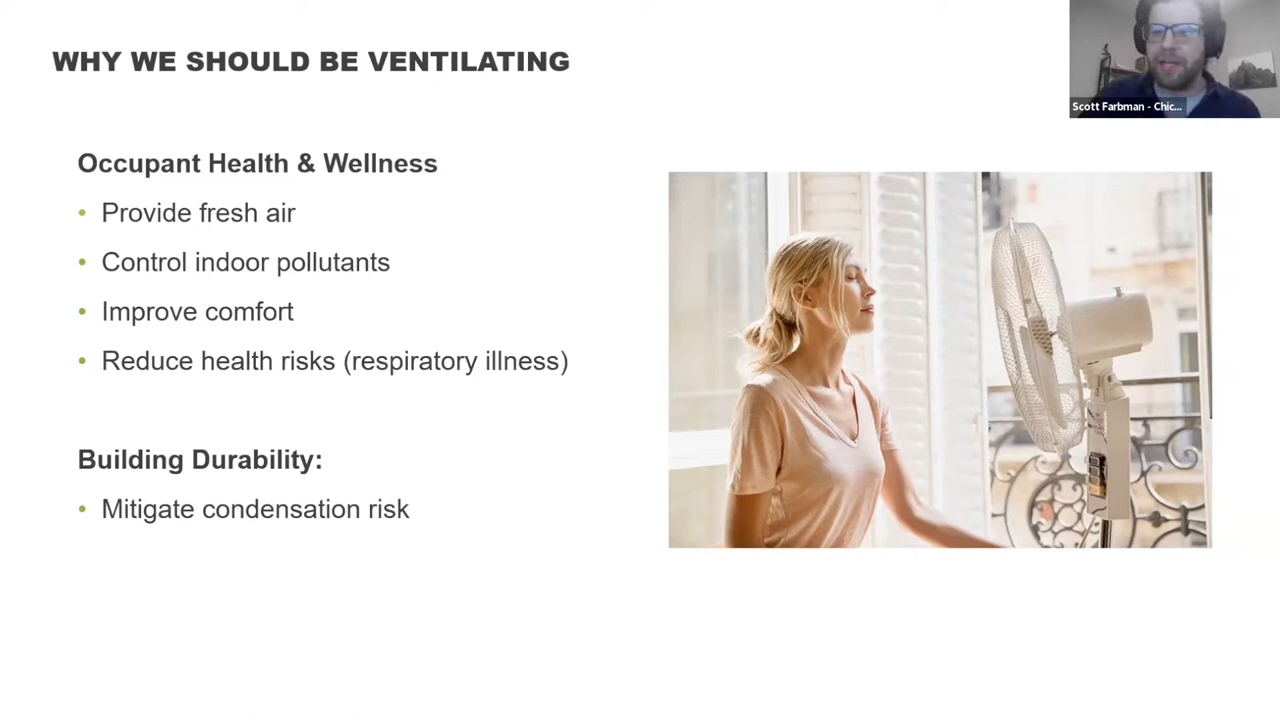 WHY WE SHOULD BE VENTILATING
Scott Farbman - Chic...
Occupant Health & Wellness
• Provide fresh air
• Control indoor pollutants
• Improve comfort
• Reduce health risks (respiratory illness)
Building Durability:
• Mitigate condensation risk